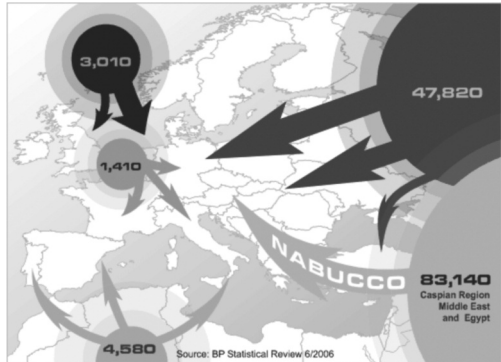 3,010
47,820
1,410
NABUCCO
83,140
Caspian Region
Middle East
and Egypt
4,580
Source: BP Statistical Review 6/2006